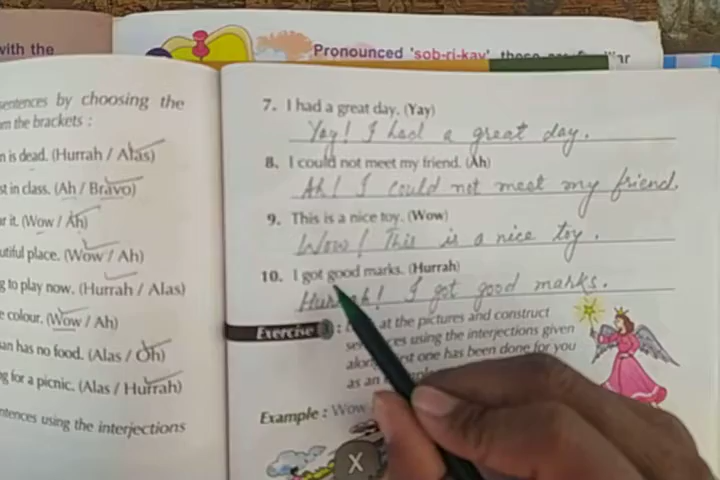 with the
Pronounced 'sob-ri-kay'
sentences by choosing the
m the brackets :
n is dead. (Hurrah / Alas)
st in class. (Ah / Bravo)
r it. (Wow / Ah)
utiful place. (Wow / Ah)
g to play now. (Hurrah / Alas)
e colour. (Wow / Ah)
an has no food. (Alas / Oh)
g for a picnic. (Alas / Hurrah)
ntences using the interjections
7. I had a great day. (Yay)
Yay! I had a great day.
8. I could not meet my friend. (Ah)
Ah! I could not meet my friend.
9. This is a nice toy. (Wow)
Wow! This is a nice toy.
10. I got good marks. (Hurrah)
Hurrah! I got good marks.
Exercise 3 : at the pictures and construct
sentences using the interjections given
along. first one has been done for you
as an
Example : Wow
X